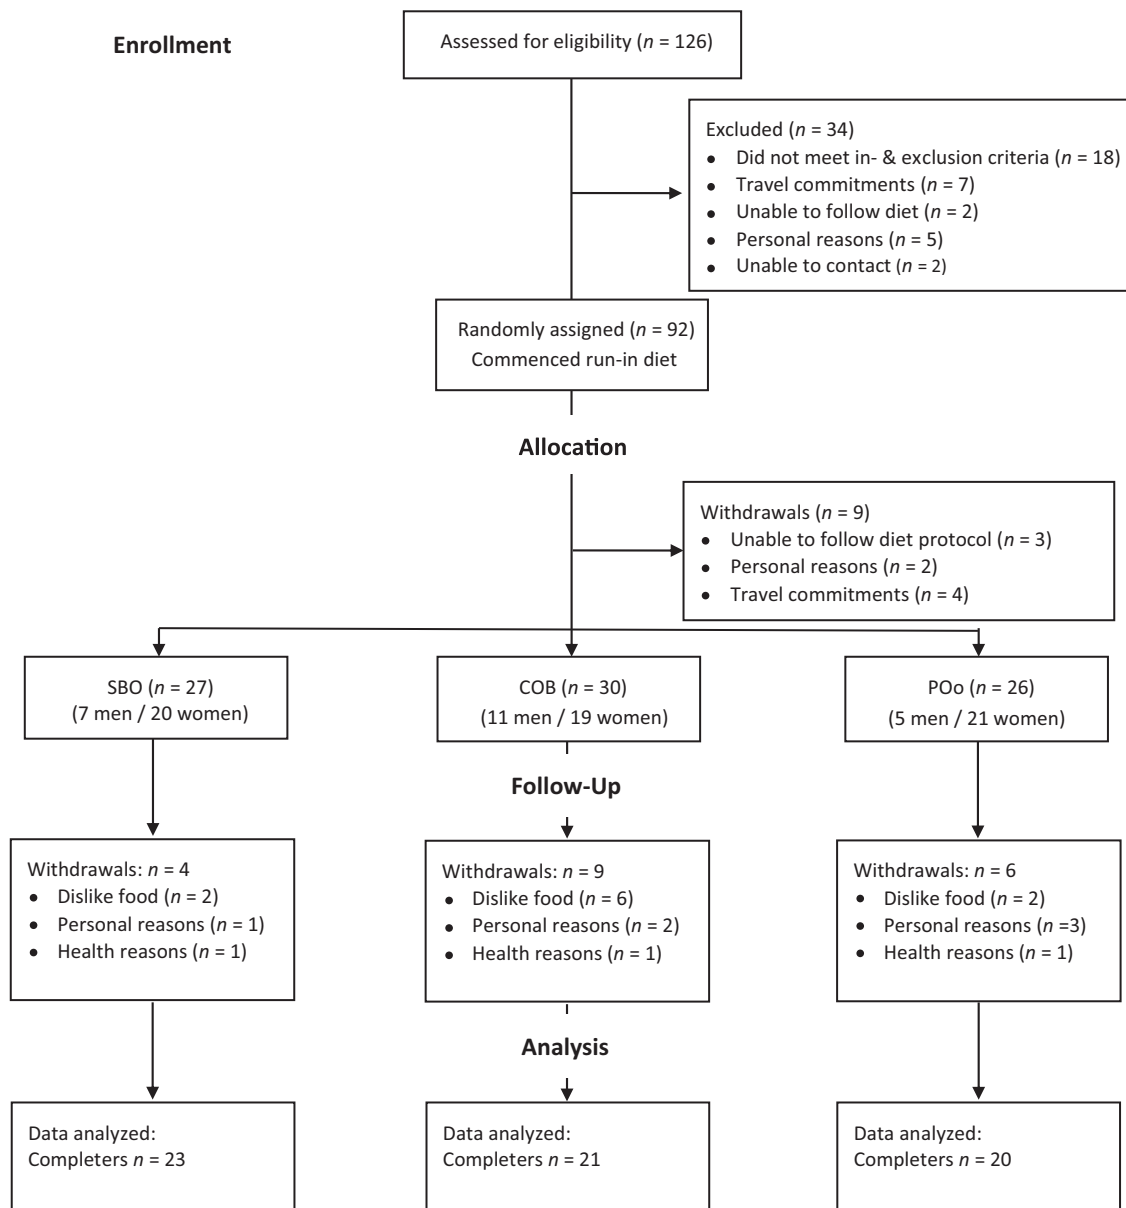 Enrollment
Assessed for eligibility (n = 126)
Excluded (n = 34)
● Did not meet in- & exclusion criteria (n = 18)
● Travel commitments (n = 7)
● Unable to follow diet (n = 2)
● Personal reasons (n = 5)
● Unable to contact (n = 2)
Randomly assigned (n = 92)
Commenced run-in diet
Allocation
Withdrawals (n = 9)
● Unable to follow diet protocol (n = 3)
● Personal reasons (n = 2)
● Travel commitments (n = 4)
SBO (n = 27)
(7 men / 20 women)
COB (n = 30)
(11 men / 19 women)
POo (n = 26)
(5 men / 21 women)
Follow-Up
Withdrawals: n = 4
● Dislike food (n = 2)
● Personal reasons (n = 1)
● Health reasons (n = 1)
Withdrawals: n = 9
● Dislike food (n = 6)
● Personal reasons (n = 2)
● Health reasons (n = 1)
Withdrawals: n = 6
● Dislike food (n = 2)
● Personal reasons (n =3)
● Health reasons (n = 1)
Analysis
Data analyzed:
Completers n = 23
Data analyzed:
Completers n = 21
Data analyzed:
Completers n = 20